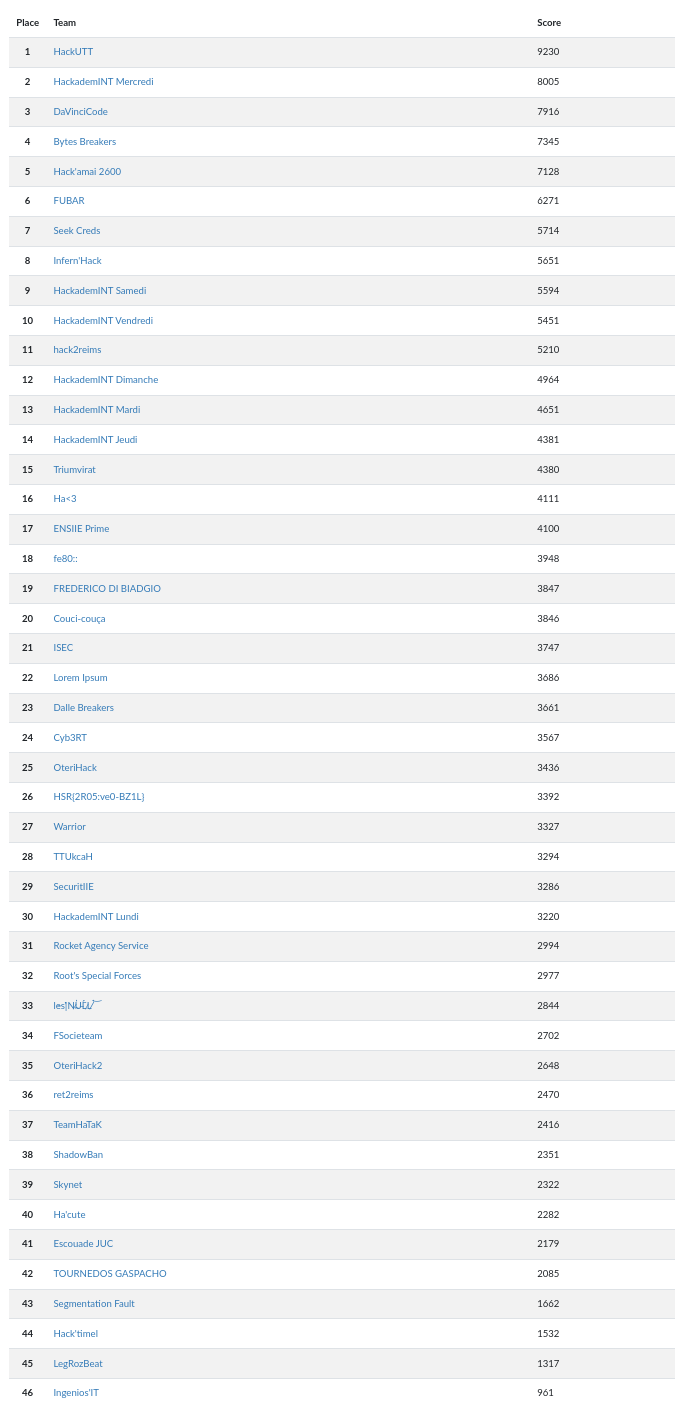 Place Team Score
1 HackUTT 9230
2 HackademINT Mercredi 8005
3 DaVinciCode 7916
4 Bytes Breakers 7345
5 Hack'amai 2600 7128
6 FUBAR 6271
7 Seek Creds 5714
8 Infern'Hack 5651
9 HackademINT Samedi 5594
10 HackademINT Vendredi 5451
11 hack2reims 5210
12 HackademINT Dimanche 4964
13 HackademINT Mardi 4651
14 HackademINT Jeudi 4381
15 Triumvirat 4380
16 Ha<3 4111
17 ENSIIE Prime 4100
18 fe80:: 3948
19 FREDERICO DI BIADGIO 3847
20 Couci-couça 3846
21 ISEC 3747
22 Lorem Ipsum 3686
23 Dalle Breakers 3661
24 Cyb3RT 3567
25 OteriHack 3436
26 HSR{2R05:ve0-BZ1L} 3392
27 Warrior 3327
28 TTUkcaH 3294
29 SecuritIIE 3286
30 HackademINT Lundi 3220
31 Rocket Agency Service 2994
32 Root's Special Forces 2977
33 2844
34 FSocieteam 2702
35 OteriHack2 2648
36 ret2reims 2470
37 TeamHaTaK 2416
38 ShadowBan 2351
39 Skynet 2322
40 Ha'cute 2282
41 Escouade JUC 2179
42 TOURNEDOS GASPACHO 2085
43 Segmentation Fault 1662
44 Hack'timel 1532
45 LegRozBeat 1317
46 Ingenios'IT 961